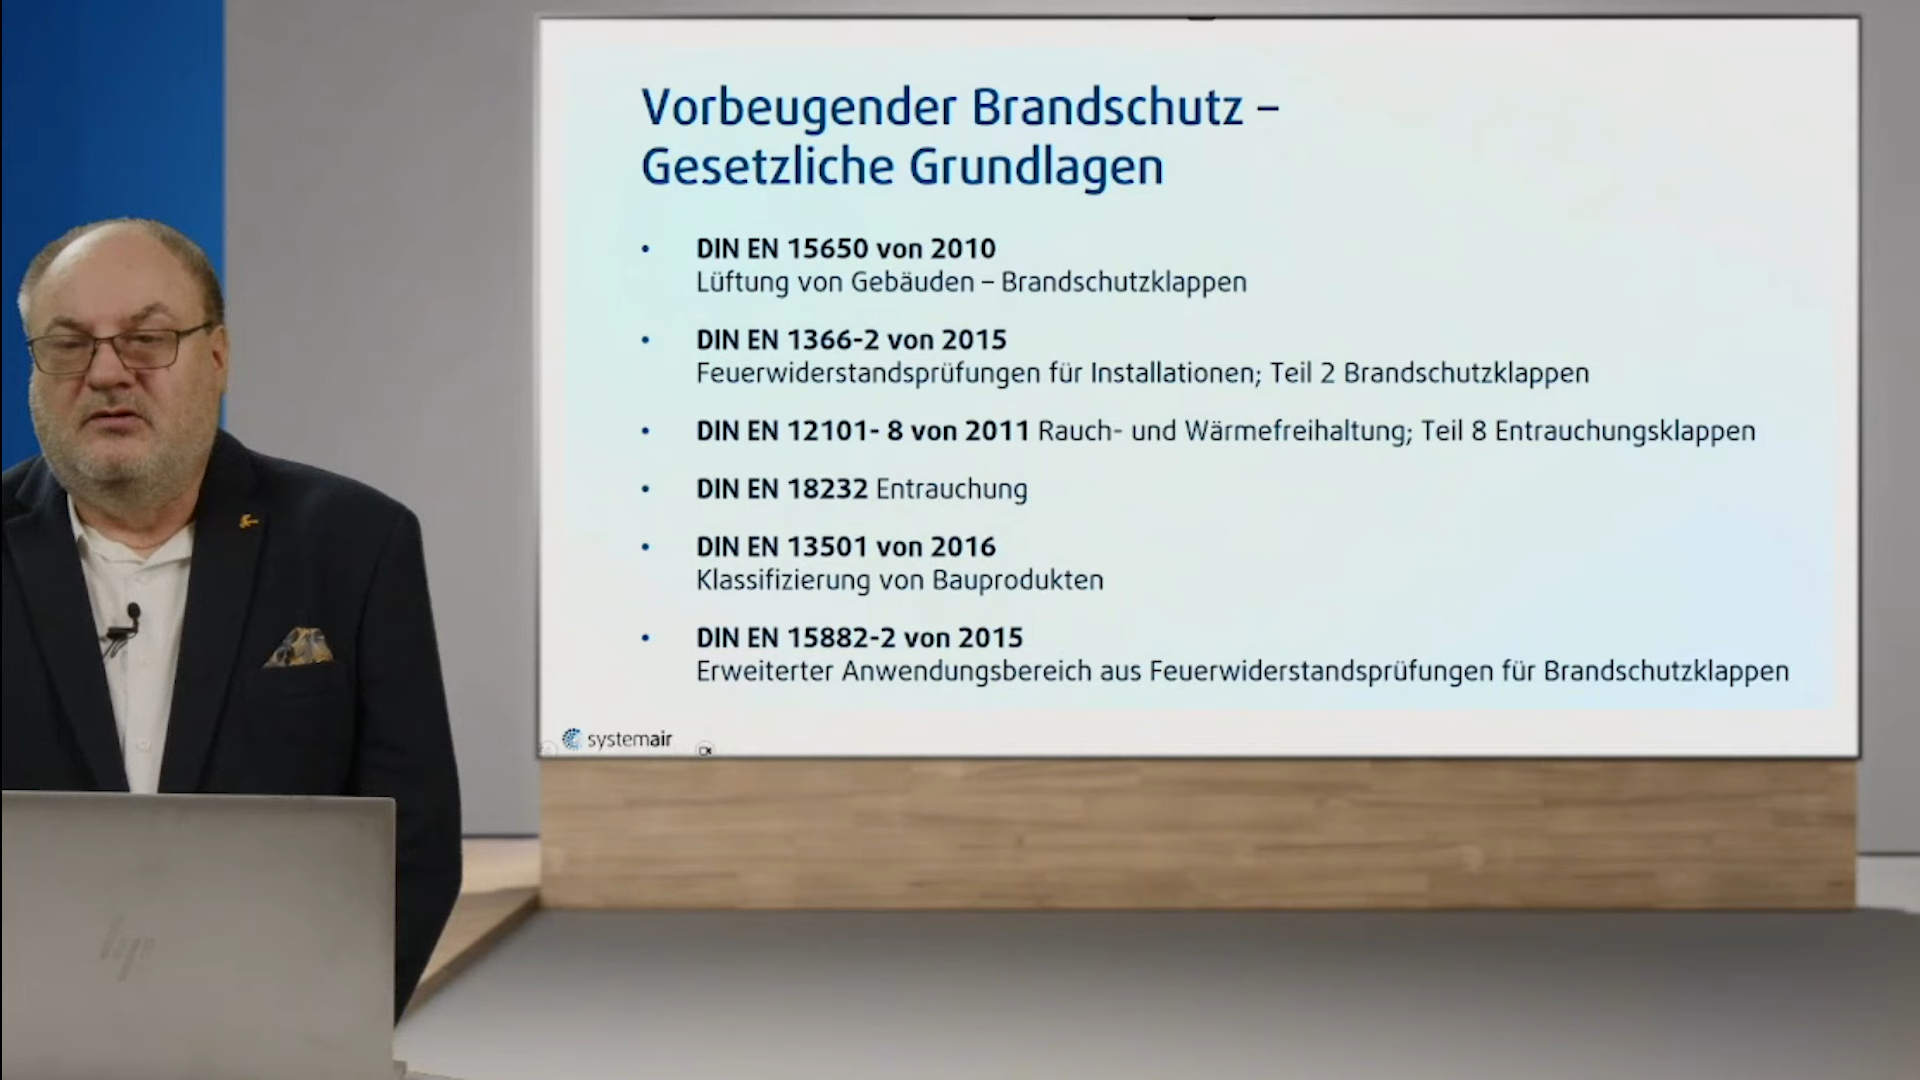 Vorbeugender Brandschutz –
Gesetzliche Grundlagen
• DIN EN 15650 von 2010
Lüftung von Gebäuden – Brandschutzklappen
• DIN EN 1366-2 von 2015
Feuerwiderstandsprüfungen für Installationen; Teil 2 Brandschutzklappen
• DIN EN 12101- 8 von 2011 Rauch- und Wärmefreihaltung; Teil 8 Entrauchungsklappen
• DIN EN 18232 Entrauchung
• DIN EN 13501 von 2016
Klassifizierung von Bauprodukten
• DIN EN 15882-2 von 2015
Erweiterter Anwendungsbereich aus Feuerwiderstandsprüfungen für Brandschutzklappen
systemair
hp